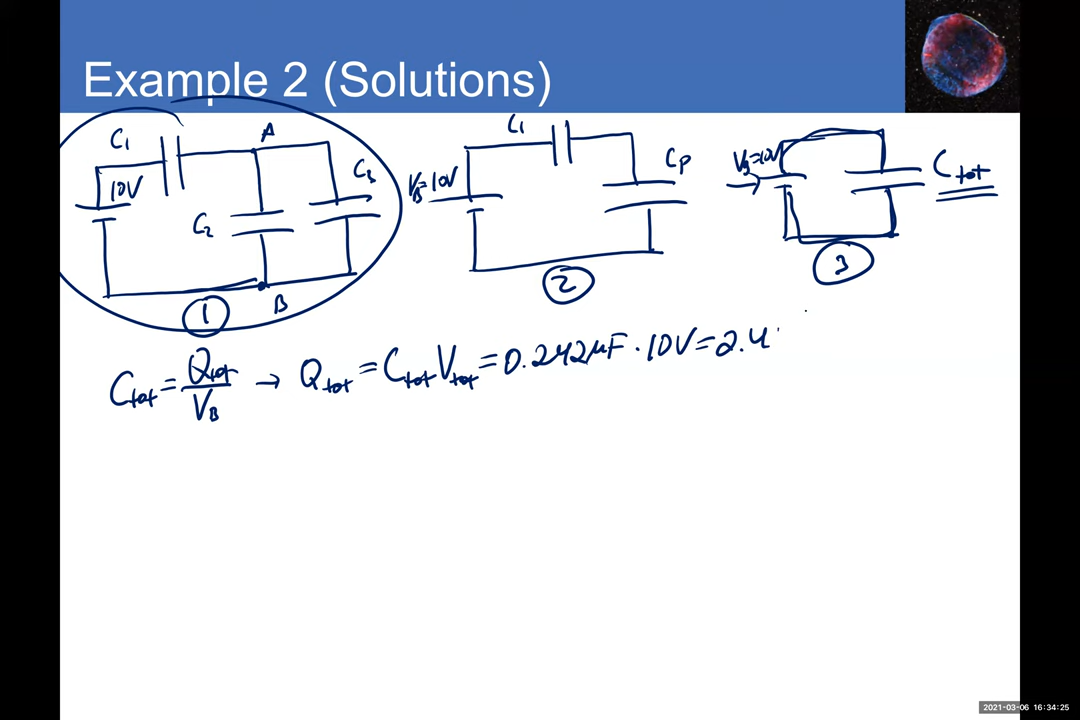 Example 2 (Solutions)
C₁ A C₃ 10V C₂ B ①
C₁ V_B=10V C_P ②
V_B=10V C_tot ③
C_tot = Q_tot / V_B → Q_tot = C_tot V_tot = 0.242μF · 10V = 2.4
2021-03-06 16:34:25